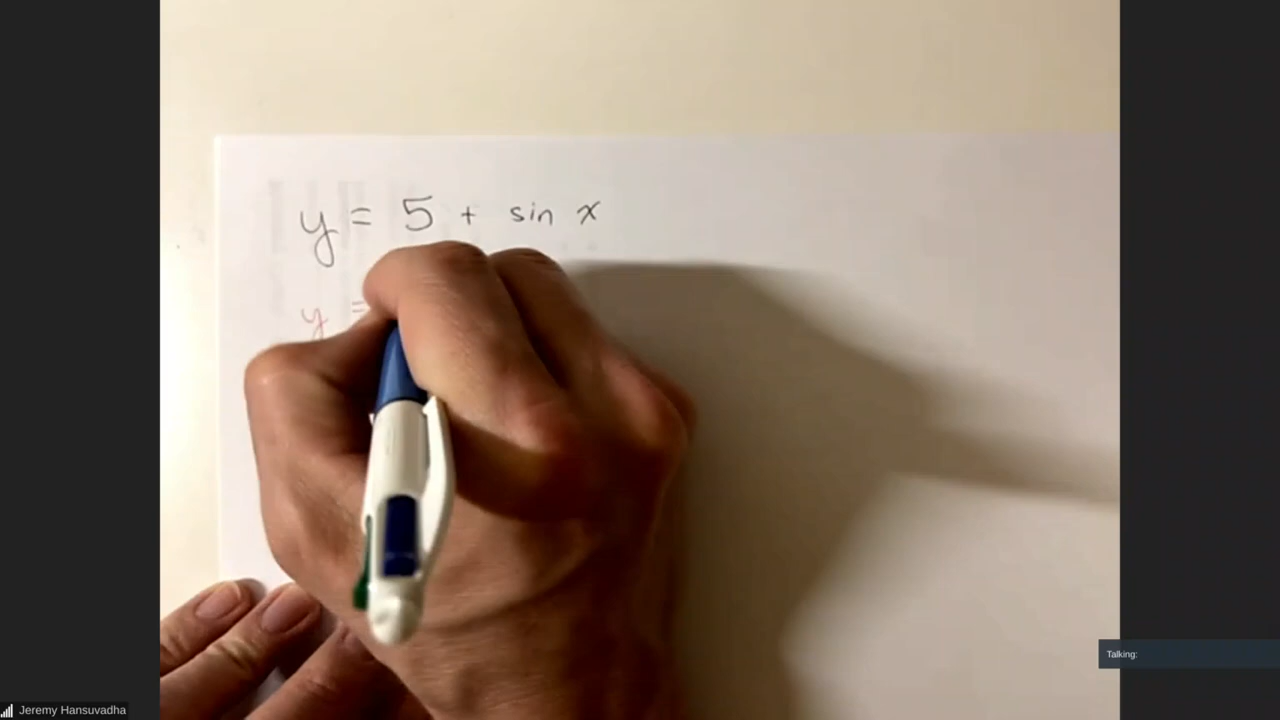 y = 5 + sin x
y =
Talking:
Jeremy Hansuvadha